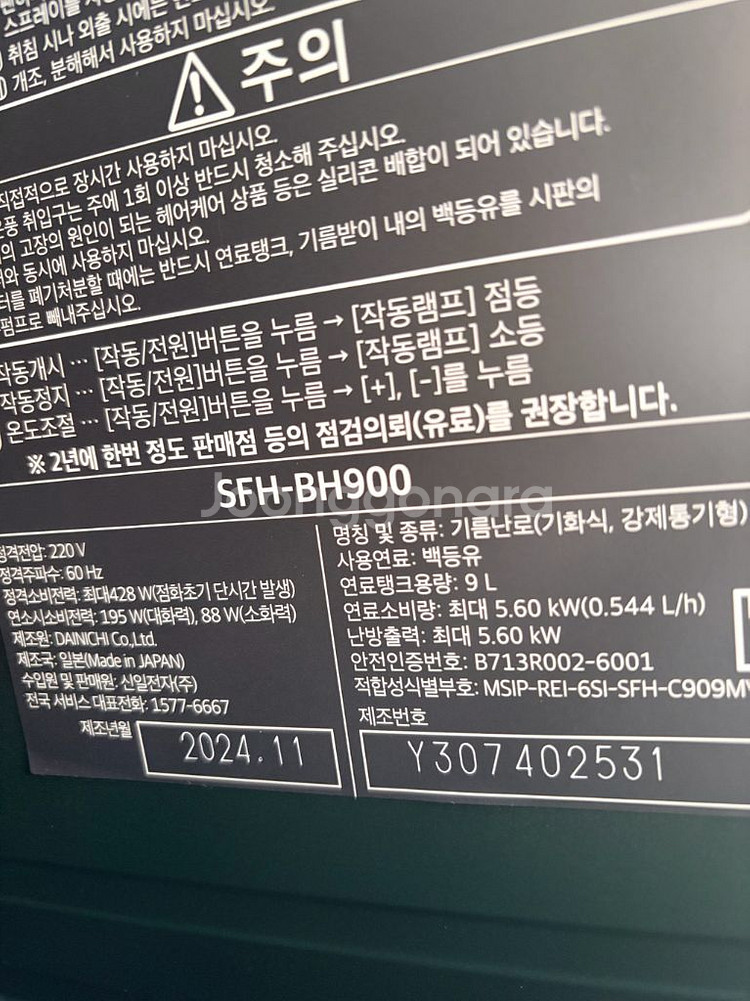 스프레이를
취침 시나 외출 시에는
개조, 분해해서 사용하지 마십시오.
주의
직접적으로 장시간 사용하지 마십시오.
온풍 취입구는 주에 1회 이상 반드시 청소해 주십시오.
의 고장의 원인이 되는 헤어케어 상품 등은 실리콘 배합이 되어 있습니다.
와 동시에 사용하지 마십시오.
터를 폐기처분할 때에는 반드시 연료탱크, 기름받이 내의 백등유를 시판의
펌프로 빼내주십시오.
작동개시 ··· [작동/전원]버튼을 누름 → [작동램프] 점등
작동정지 ··· [작동/전원]버튼을 누름 → [작동램프] 소등
온도조절 ··· [작동/전원]버튼을 누름 → [+], [-]를 누름
※ 2년에 한번 정도 판매점 등의 점검의뢰(유료)를 권장합니다.
SFH-BH900
Joonggonara
정격전압: 220 V
정격주파수: 60 Hz
정격소비전력: 최대428 W(점화초기 단시간 발생)
연소시소비전력: 195 W(대화력), 88 W(소화력)
제조원: DAINICHI Co.,Ltd.
제조국: 일본(Made in JAPAN)
수입원 및 판매원: 신일전자(주)
전국 서비스 대표전화: 1577-6667
제조년월
2024.11
명칭 및 종류: 기름난로(기화식, 강제통기형)
사용연료: 백등유
연료탱크용량: 9 L
연료소비량: 최대 5.60 kW(0.544 L/h)
난방출력: 최대 5.60 kW
안전인증번호: B713R002-6001
적합성식별부호: MSIP-REI-6SI-SFH-C909M
제조번호
Y307402531